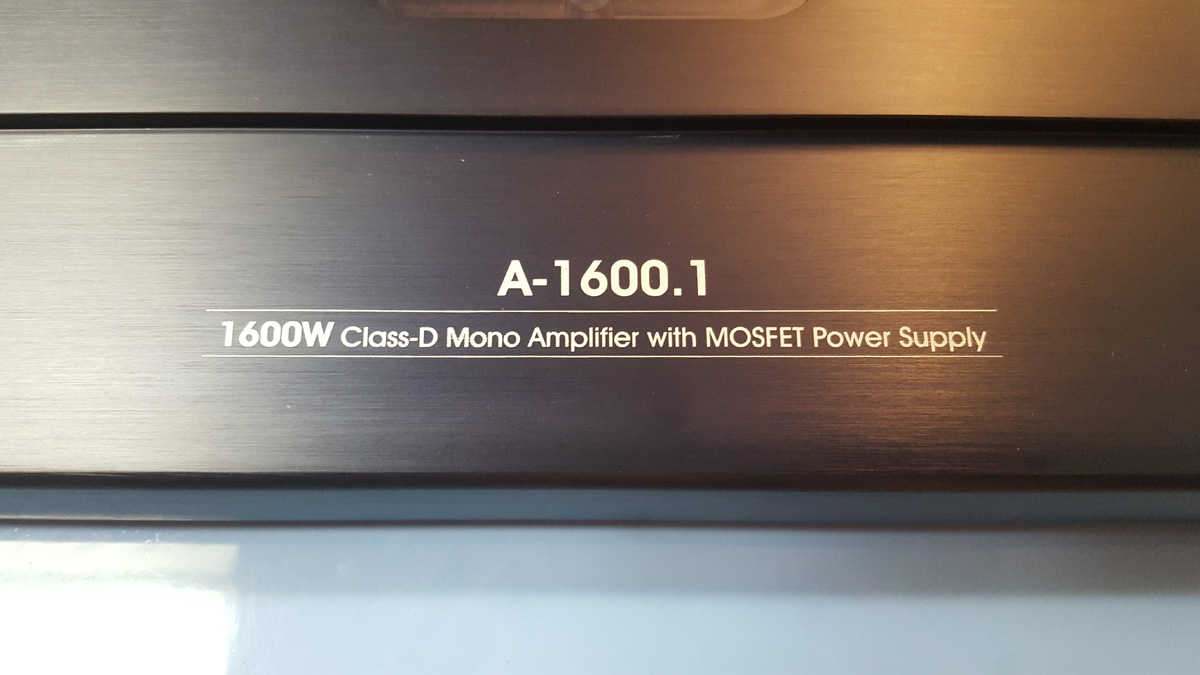 A-1600.1
1600W Class-D Mono Amplifier with MOSFET Power Supply